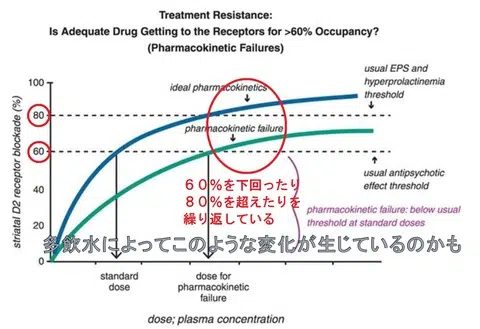 Treatment Resistance:
Is Adequate Drug Getting to the Receptors for >60% Occupancy?
(Pharmacokinetic Failures)
striatal D2 receptor blockade (%)
100
80
60
40
20
0
ideal pharmacokinetics
pharmacokinetic failure
usual EPS and
hyperprolactinemia
threshold
usual antipsychotic
effect threshold
６０％を下回ったり
８０％を超えたりを
繰り返している
pharmacokinetic failure: below usual
threshold at standard doses
多飲水によってこのような変化が生じているのかも
standard
dose
dose for
pharmacokinetic
failure
dose; plasma concentration